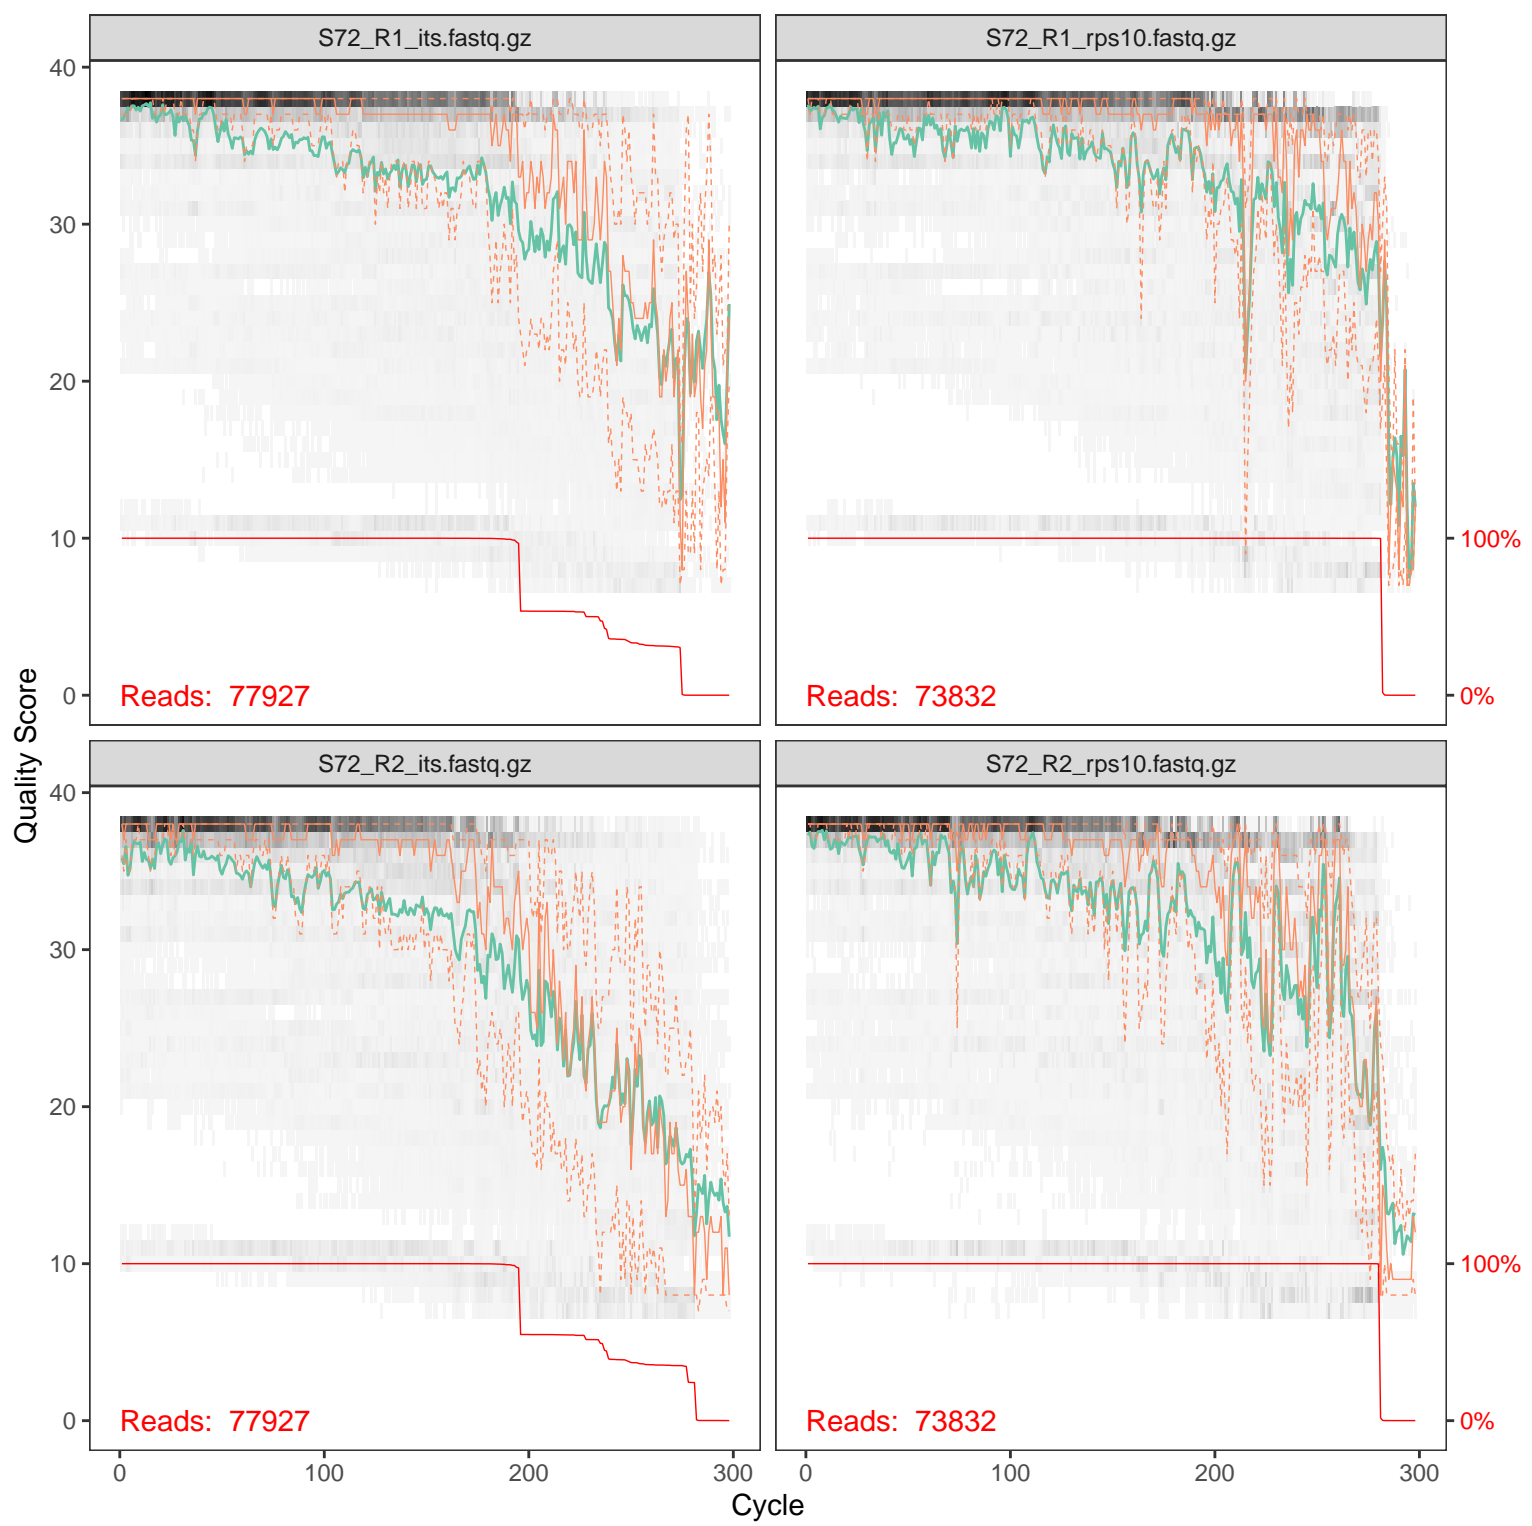 S72_R1_its.fastq.gz
S72_R1_rps10.fastq.gz
40
30
20
10
0
100%
0%
Reads: 77927
Reads: 73832
Quality Score
S72_R2_its.fastq.gz
S72_R2_rps10.fastq.gz
40
30
20
10
0
100%
0%
Reads: 77927
Reads: 73832
0 100 200 300
0 100 200 300
Cycle